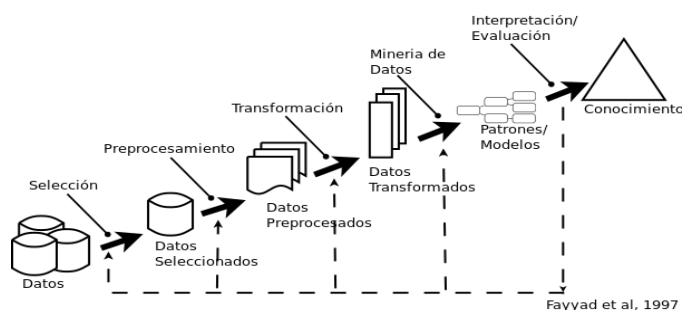 Interpretación/
Evaluación
Mineria de
Datos
Transformación
Conocimiento
Patrones/
Modelos
Preprocesamiento
Datos
Transformados
Selección
Datos
Preprocesados
Datos
Seleccionados
Datos
Fayyad et al, 1997